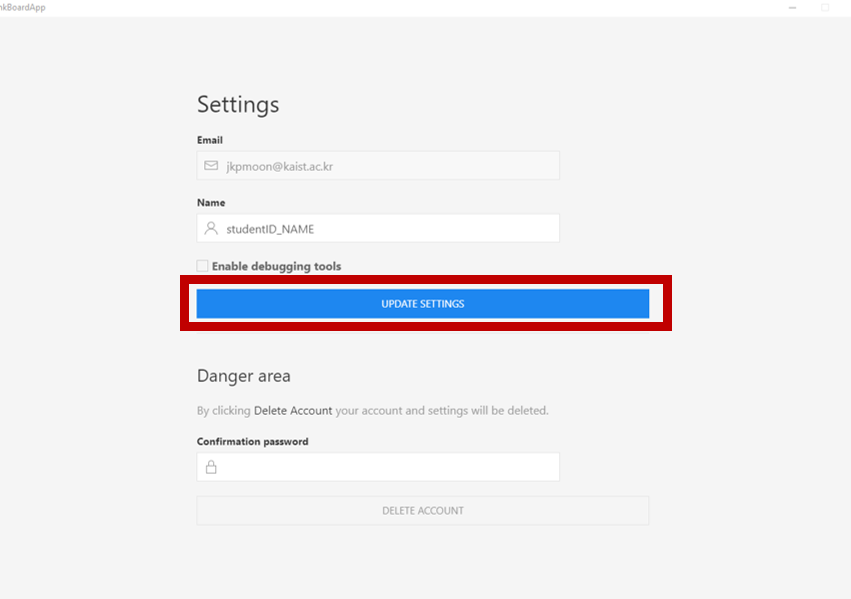 Settings
Email
jkpmoon@kaist.ac.kr
Name
studentID_NAME
Enable debugging tools
UPDATE SETTINGS
Danger area
By clicking Delete Account your account and settings will be deleted.
Confirmation password
DELETE ACCOUNT